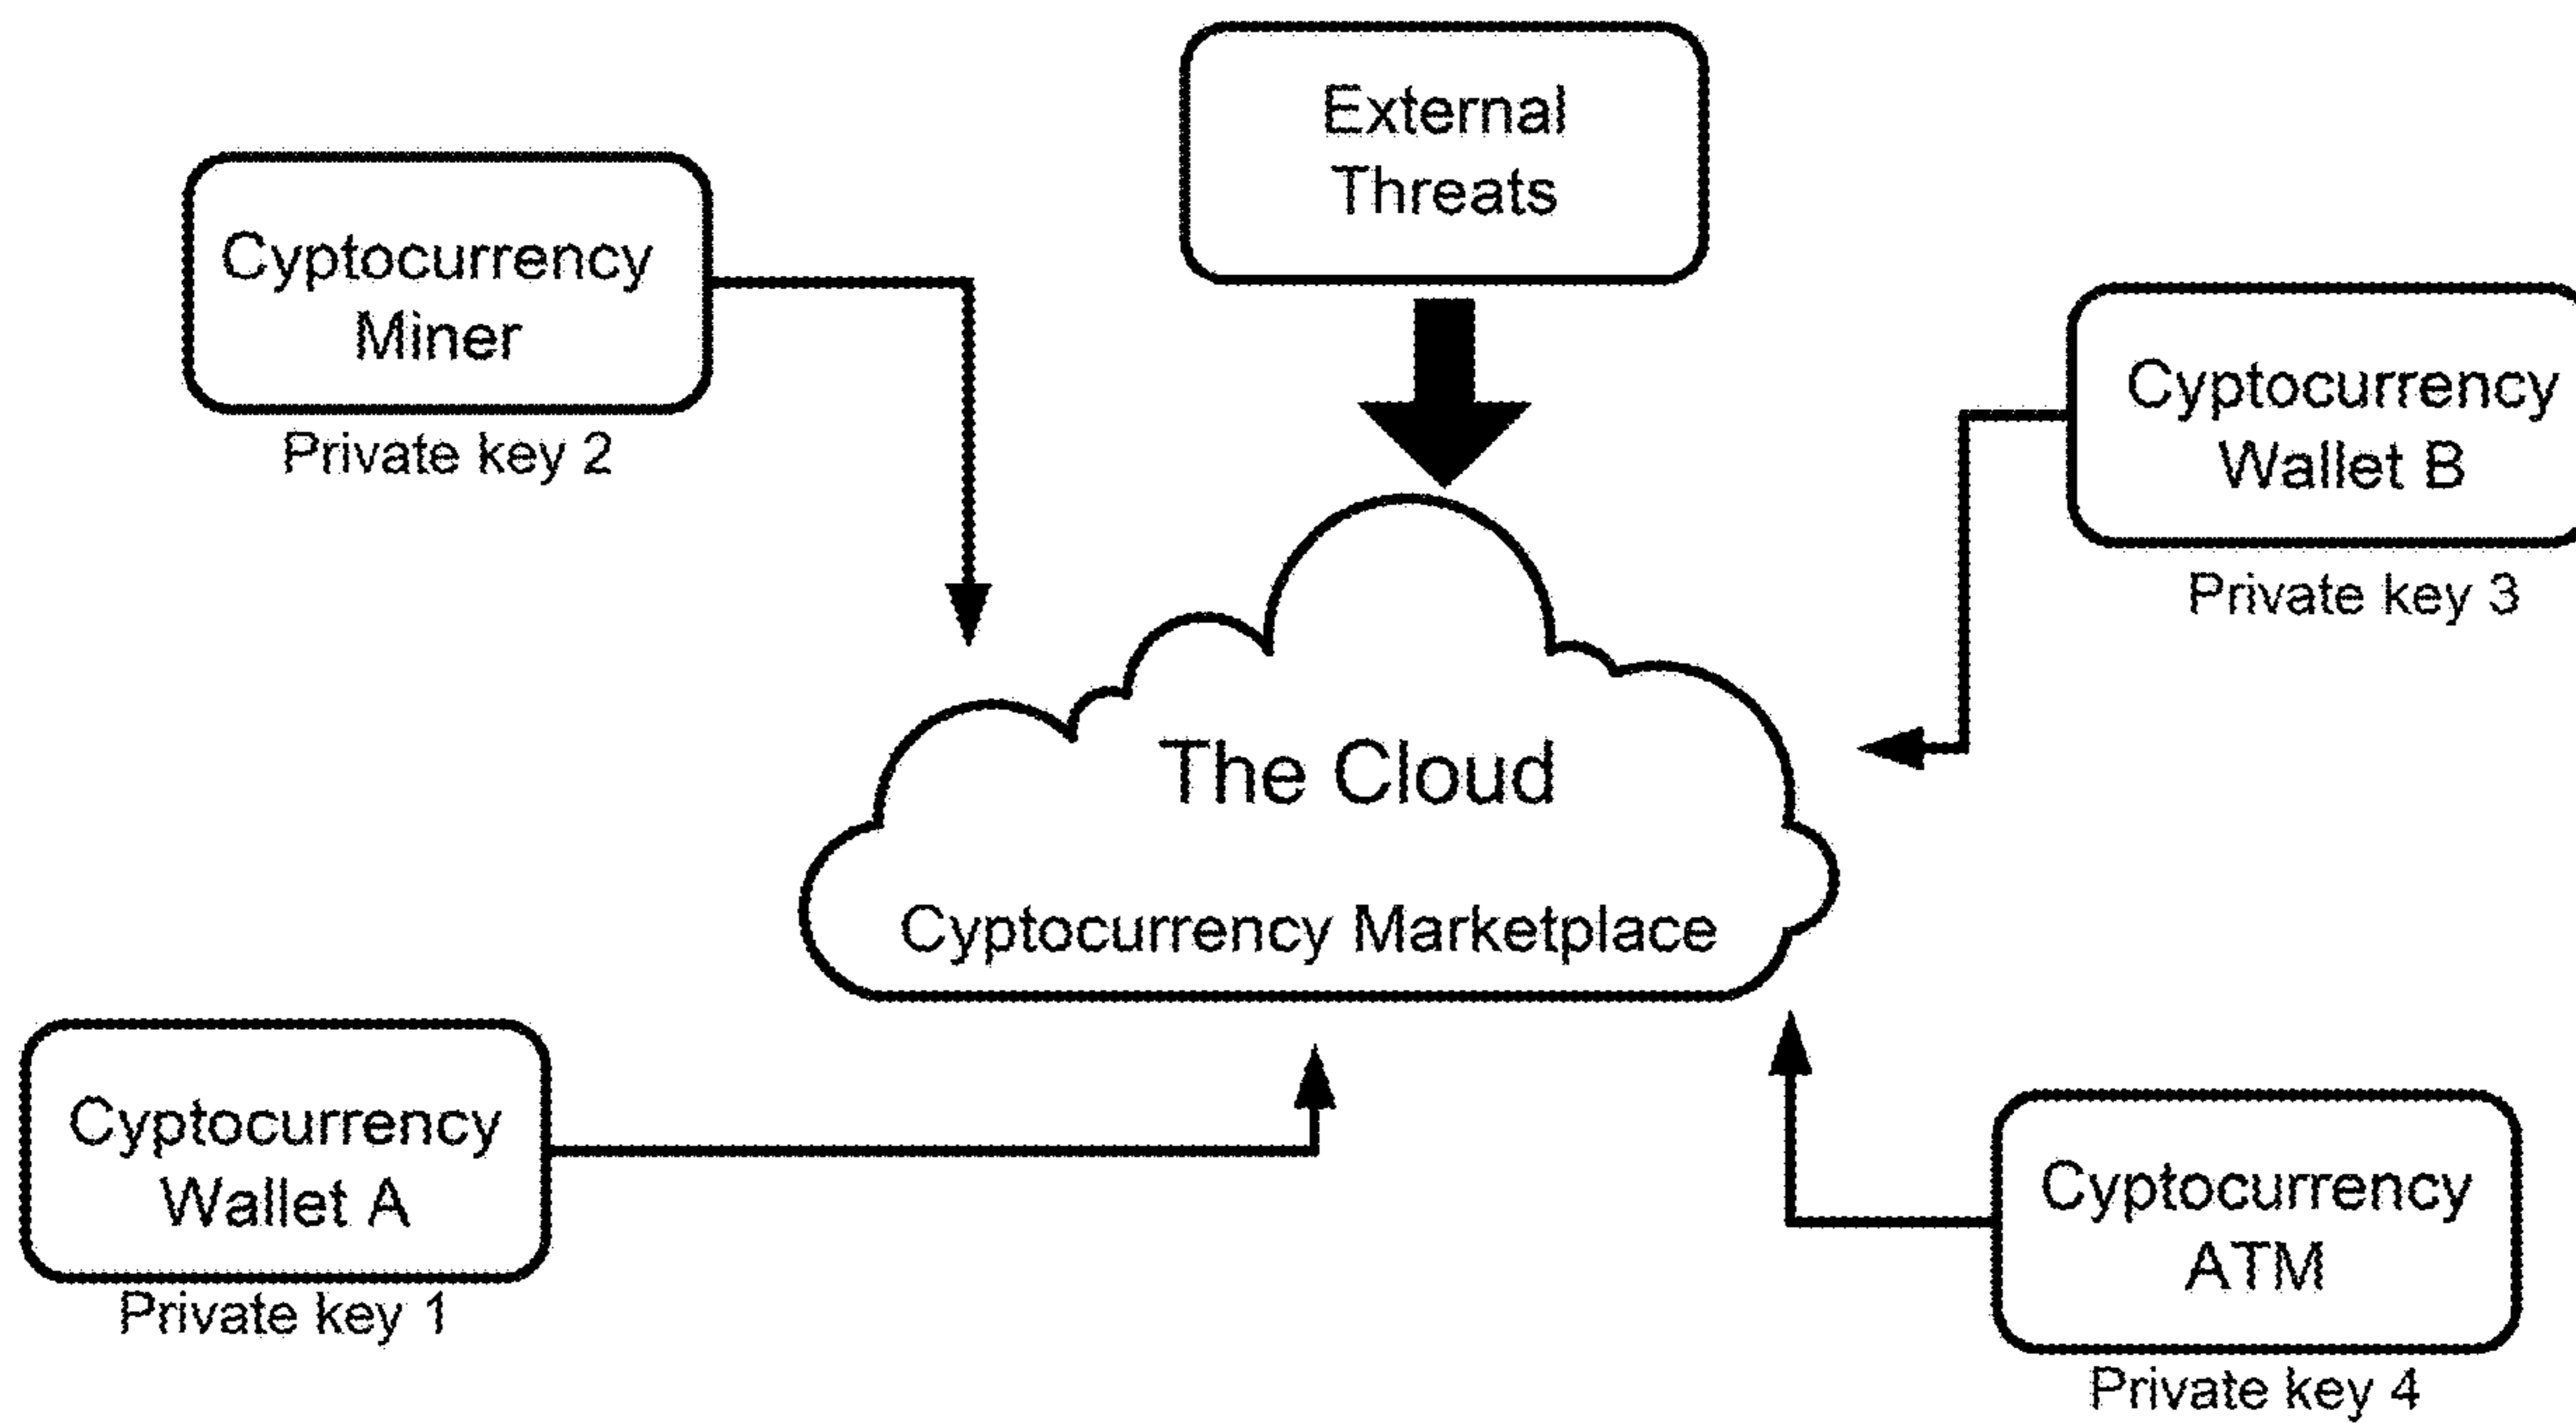 External
Threats
Cyptocurrency
Miner
Private key 2
Cyptocurrency
Wallet B
Private key 3
The Cloud
Cyptocurrency Marketplace
Cyptocurrency
Wallet A
Private key 1
Cyptocurrency
ATM
Private key 4